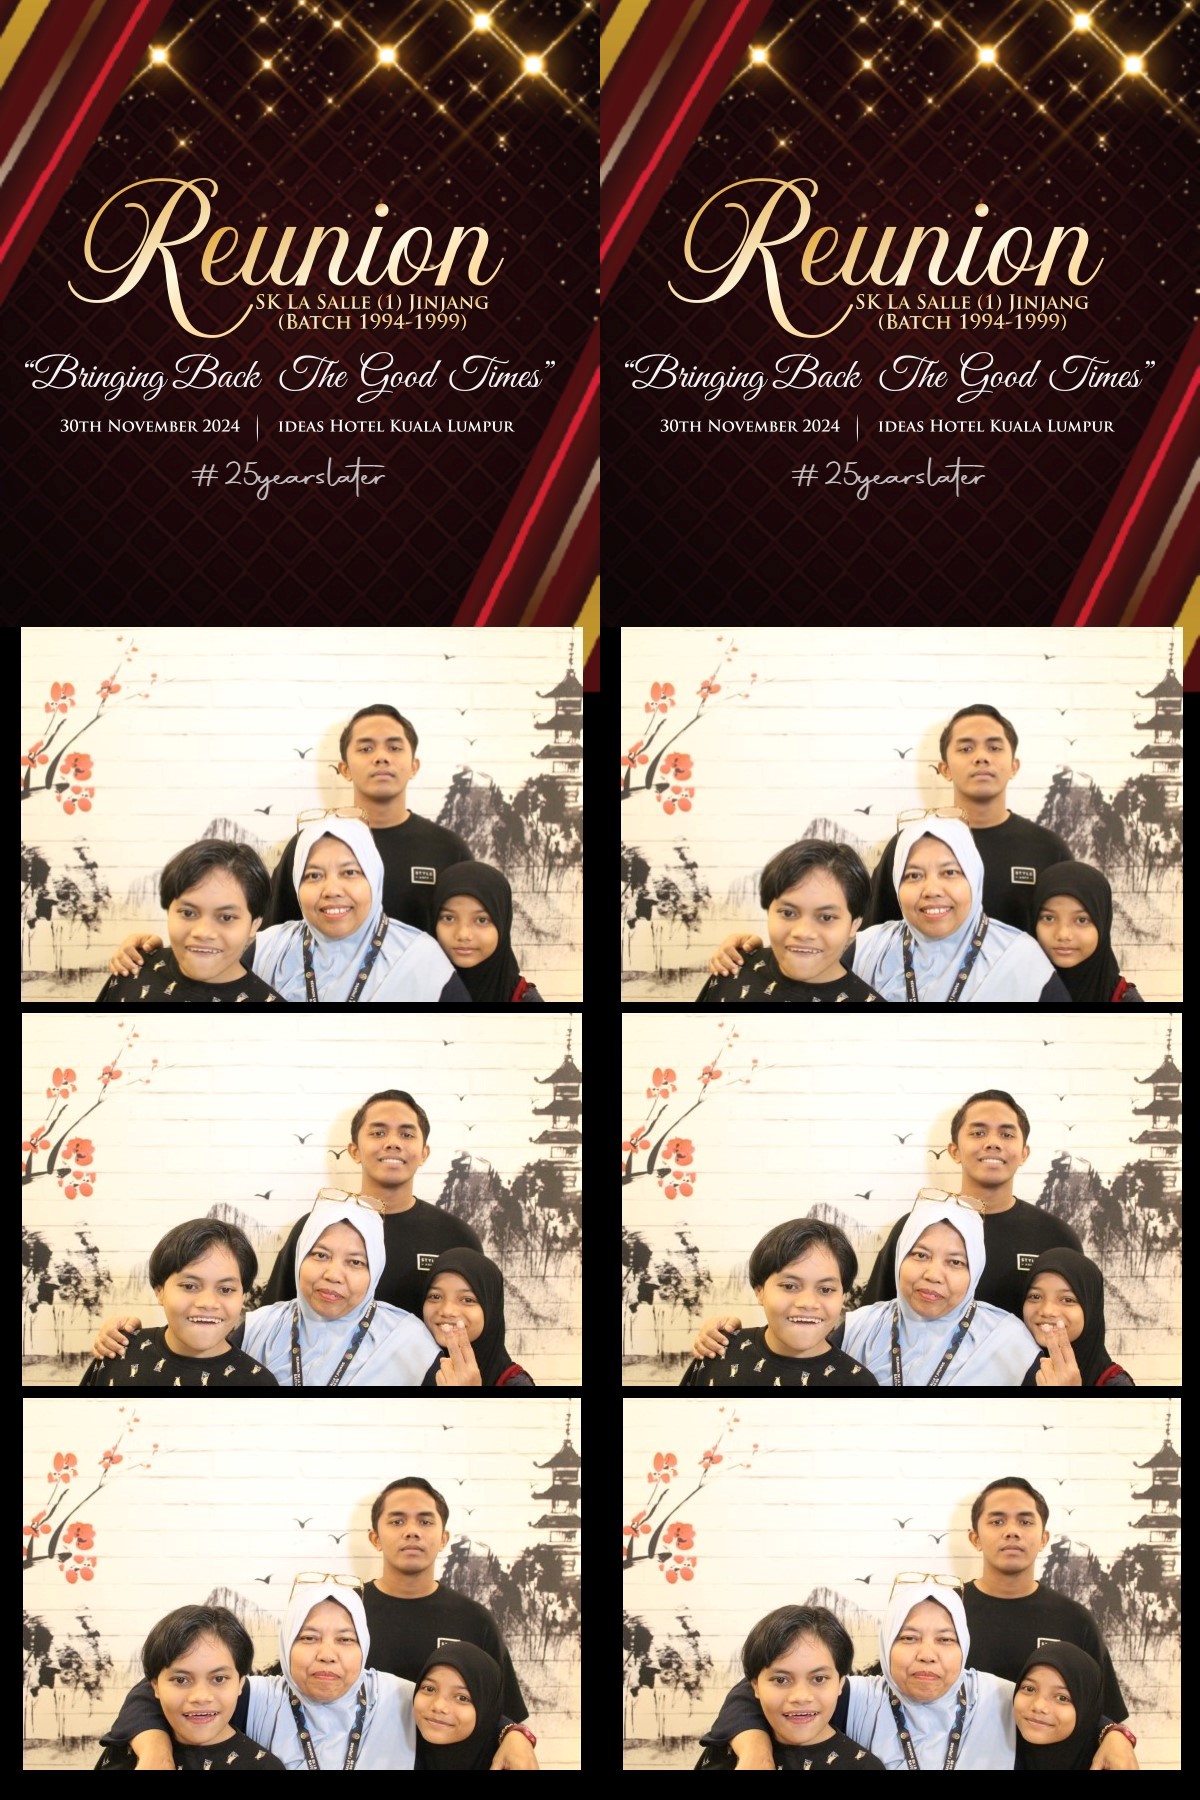 Reunion
SK La Salle (1) Jinjang
(Batch 1994-1999)
"Bringing Back The Good Times"
30th November 2024 | ideas Hotel Kuala Lumpur
#25yearslater
Reunion
SK La Salle (1) Jinjang
(Batch 1994-1999)
"Bringing Back The Good Times"
30th November 2024 | ideas Hotel Kuala Lumpur
#25yearslater
STYLE
STYLE